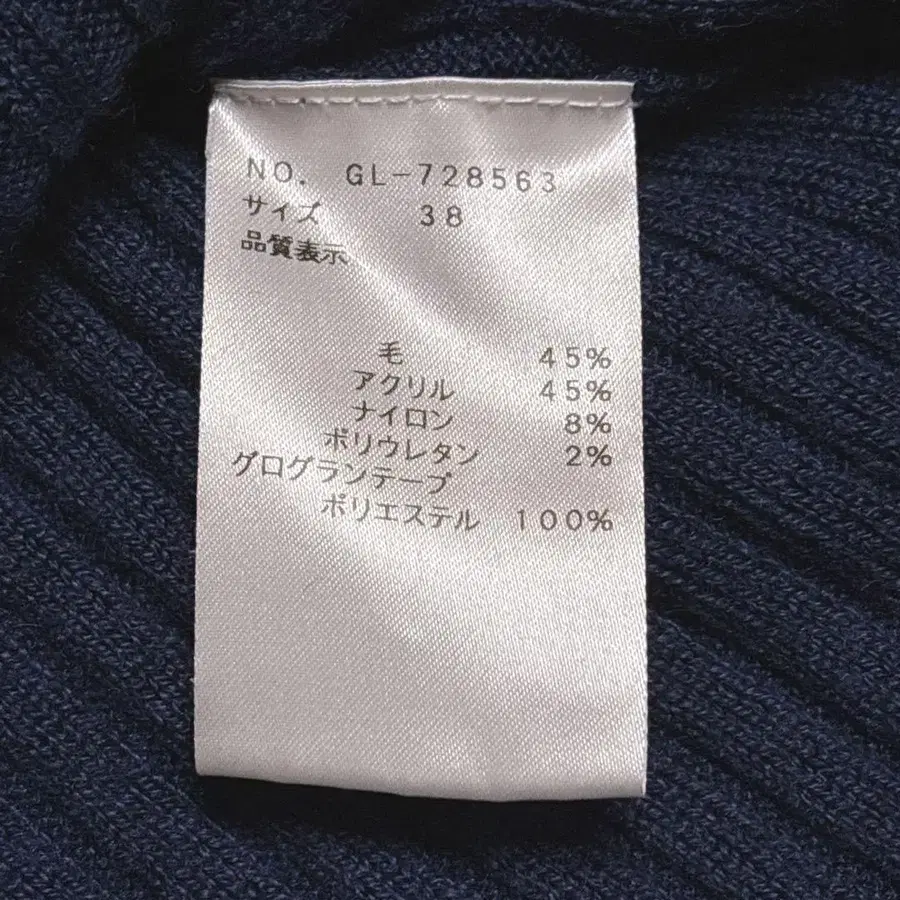 NO. GL-728563
サイズ 38
品質表示
毛 45%
アクリル 45%
ナイロン 8%
ポリウレタン 2%
グログランテープ
ポリエステル 100%